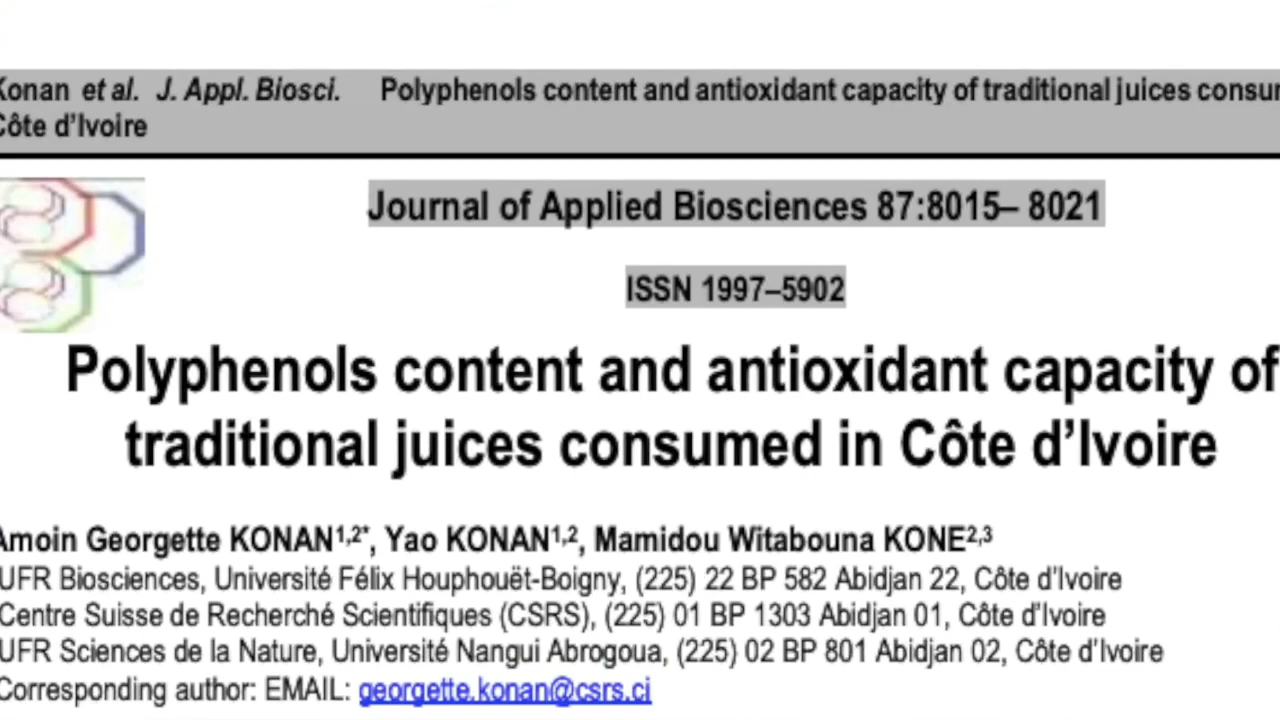 Konan et al. J. Appl. Biosci. Polyphenols content and antioxidant capacity of traditional juices
Côte d'Ivoire
Journal of Applied Biosciences 87:8015– 8021
ISSN 1997–5902
Polyphenols content and antioxidant capacity of
traditional juices consumed in Côte d'Ivoire
Amoin Georgette KONAN1,2*, Yao KONAN1,2, Mamidou Witabouna KONE2,3
UFR Biosciences, Université Félix Houphouët-Boigny, (225) 22 BP 582 Abidjan 22, Côte d'Ivoire
Centre Suisse de Recherché Scientifiques (CSRS), (225) 01 BP 1303 Abidjan 01, Côte d'Ivoire
UFR Sciences de la Nature, Université Nangui Abrogoua, (225) 02 BP 801 Abidjan 02, Côte d'Ivoire
Corresponding author: EMAIL: georgette.konan@csrs.ci